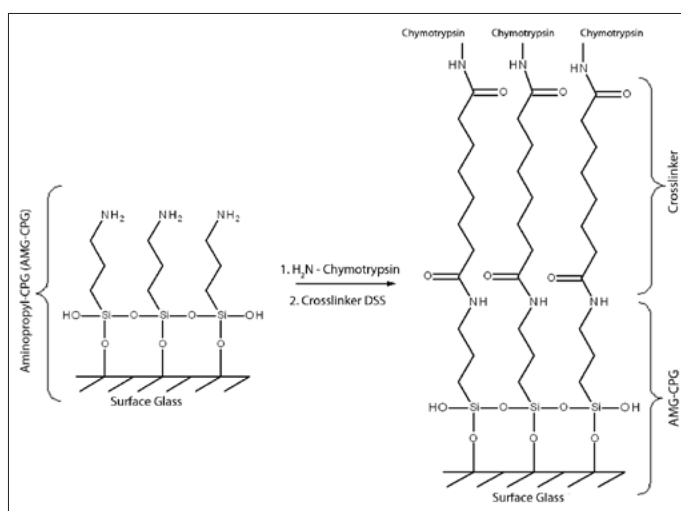 Aminopropyl-CPG (AMG-CPG)
NH2 NH2 NH2
HO Si O Si O Si OH
O O O
Surface Glass
1. H2N - Chymotrypsin
2. Crosslinker DSS
Chymotrypsin Chymotrypsin Chymotrypsin
HN HN HN
O O O
O O O
NH NH NH
HO Si O Si O Si OH
O O O
Surface Glass
Crosslinker
AMG-CPG